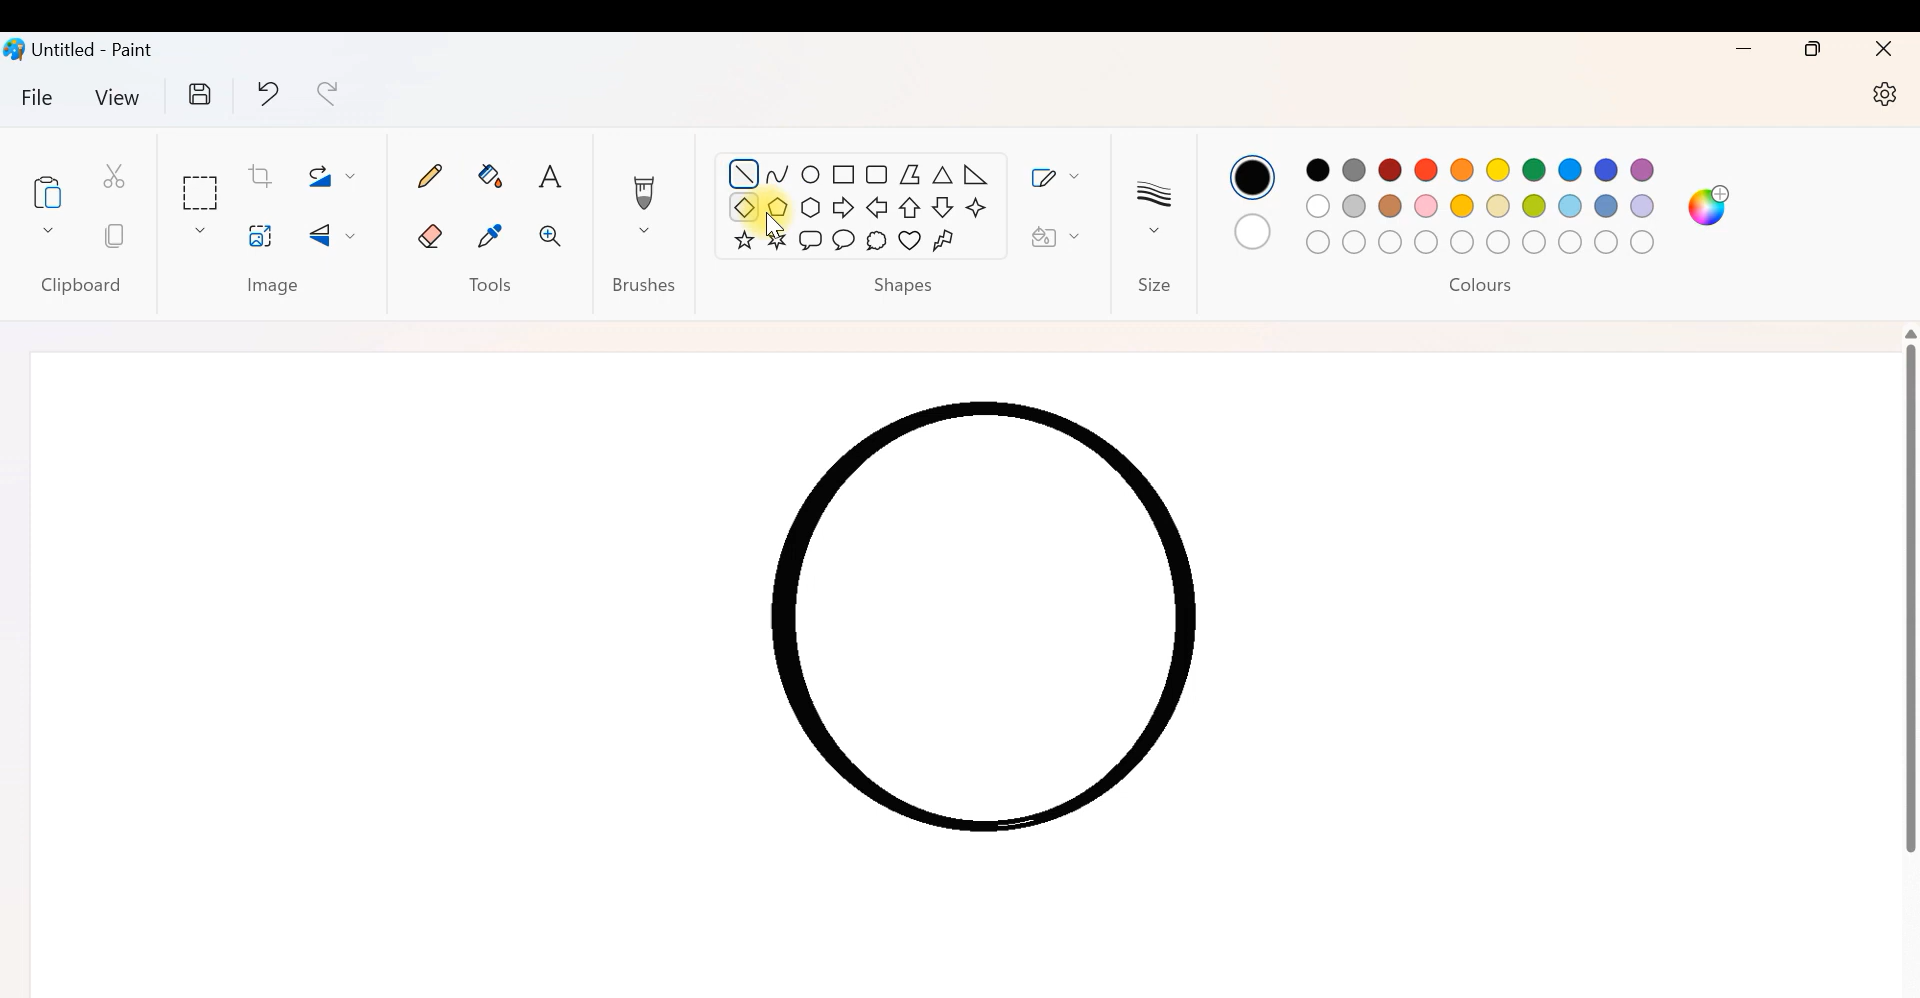 Untitled - Paint
File View
Clipboard Image Tools Brushes Shapes Size Colours